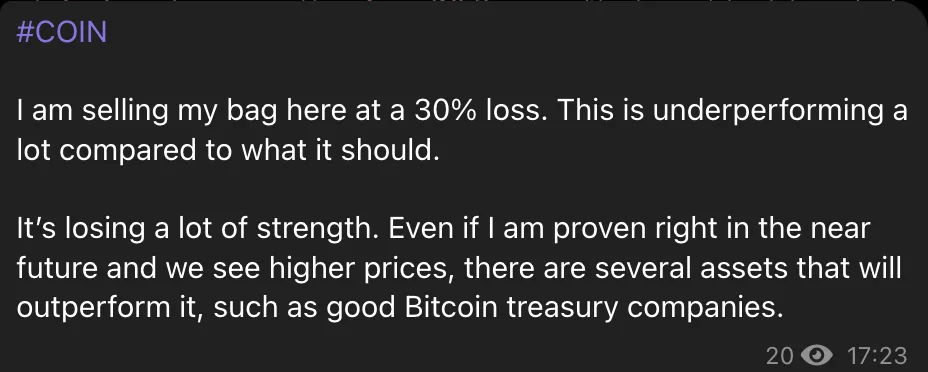 #COIN
I am selling my bag here at a 30% loss. This is underperforming a
lot compared to what it should.
It’s losing a lot of strength. Even if I am proven right in the near
future and we see higher prices, there are several assets that will
outperform it, such as good Bitcoin treasury companies.
20 17:23